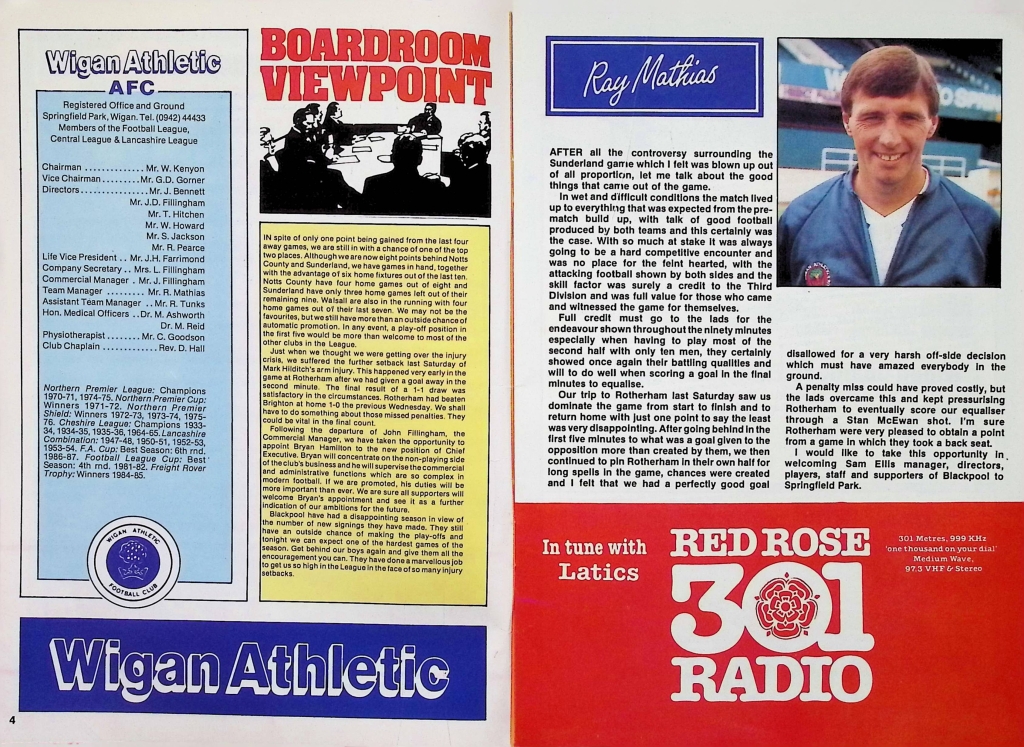 Wigan Athletic
AFC
Registered Office and Ground
Springfield Park, Wigan. Tel. (0942) 44433
Members of the Football League,
Central League & Lancashire League
Chairman . . . . . . . . . . . . . . Mr. W. Kenyon
Vice Chairman . . . . . . . . . Mr. G.D. Gorner
Directors . . . . . . . . . . . . . . . Mr. J. Bennett
Mr. J.D. Fillingham
Mr. T. Hitchen
Mr. W. Howard
Mr. S. Jackson
Mr. R. Pearce
Life Vice President . . Mr. J.H. Farrimond
Company Secretary . . Mrs. L. Fillingham
Commercial Manager . Mr. J. Fillingham
Team Manager . . . . . . . . . Mr. R. Mathias
Assistant Team Manager . . Mr. R. Tunks
Hon. Medical Officers . . Dr. M. Ashworth
Dr. M. Reid
Physiotherapist . . . . . . . Mr. C. Goodson
Club Chaplain . . . . . . . . . . . . . Rev. D. Hall
Northern Premier League: Champions
1970-71, 1974-75. Northern Premier Cup:
Winners 1971-72. Northern Premier
Shield: Winners 1972-73, 1973-74, 1975-
76. Cheshire League: Champions 1933-
34, 1934-35, 1935-36, 1964-65. Lancashire
Combination: 1947-48, 1950-51, 1952-53,
1953-54. F.A. Cup: Best Season: 6th rnd.
1986-87. Football League Cup: Best
Season: 4th rnd. 1981-82. Freight Rover
Trophy: Winners 1984-85.
WIGAN ATHLETIC
FOOTBALL CLUB
BOARDROOM
VIEWPOINT
IN spite of only one point being gained from the last four
away games, we are still in with a chance of one of the top
two places. Although we are now eight points behind Notts
County and Sunderland, we have games in hand, together
with the advantage of six home fixtures out of the last ten.
Notts County have four home games out of eight and
Sunderland have only three home games left out of their
remaining nine. Walsall are also in the running with four
home games out of their last seven. We may not be the
favourites, but we still have more than an outside chance of
automatic promotion. In any event, a play-off position in
the first five would be more than welcome to most of the
other clubs in the League.
Just when we thought we were getting over the injury
crisis, we suffered the further setback last Saturday of
Mark Hilditch's arm injury. This happened very early in the
game at Rotherham after we had given a goal away in the
second minute. The final result of a 1-1 draw was
satisfactory in the circumstances. Rotherham had beaten
Brighton at home 1-0 the previous Wednesday. We shall
have to do something about those missed penalties. They
could be vital in the final count.
Following the departure of John Fillingham, the
Commercial Manager, we have taken the opportunity to
appoint Bryan Hamilton to the new position of Chief
Executive. Bryan will concentrate on the non-playing side
of the club's business and he will supervise the commercial
and administrative functions which are so complex in
modern football. If we are promoted, his duties will be
more important than ever. We are sure all supporters will
welcome Bryan's appointment and see it as a further
indication of our ambitions for the future.
Blackpool have had a disappointing season in view of
the number of new signings they have made. They still
have an outside chance of making the play-offs and
tonight we can expect one of the hardest games of the
season. Get behind our boys again and give them all the
encouragement you can. They have done a marvellous job
to get us so high in the League in the face of so many injury
setbacks.
Wigan Athletic
4
Ray Mathias
AFTER all the controversy surrounding the
Sunderland game which I felt was blown up out
of all proportion, let me talk about the good
things that came out of the game.
In wet and difficult conditions the match lived
up to everything that was expected from the pre-
match build up, with talk of good football
produced by both teams and this certainly was
the case. With so much at stake it was always
going to be a hard competitive encounter and
was no place for the feint hearted, with the
attacking football shown by both sides and the
skill factor was surely a credit to the Third
Division and was full value for those who came
and witnessed the game for themselves.
Full credit must go to the lads for the
endeavour shown throughout the ninety minutes
especially when having to play most of the
second half with only ten men, they certainly
showed once again their battling qualities and
will to do well when scoring a goal in the final
minutes to equalise.
Our trip to Rotherham last Saturday saw us
dominate the game from start to finish and to
return home with just one point to say the least
was very disappointing. After going behind in the
first five minutes to what was a goal given to the
opposition more than created by them, we then
continued to pin Rotherham in their own half for
long spells in the game, chances were created
and I felt that we had a perfectly good goal
disallowed for a very harsh off-side decision
which must have amazed everybody in the
ground.
A penalty miss could have proved costly, but
the lads overcame this and kept pressurising
Rotherham to eventually score our equaliser
through a Stan McEwan shot. I'm sure
Rotherham were very pleased to obtain a point
from a game in which they took a back seat.
I would like to take this opportunity in
welcoming Sam Ellis manager, directors,
players, staff and supporters of Blackpool to
Springfield Park.
In tune with
Latics
RED ROSE
301
RADIO
301 Metres, 999 KHz
'one thousand on your dial'
Medium Wave,
97.3 VHF & Stereo